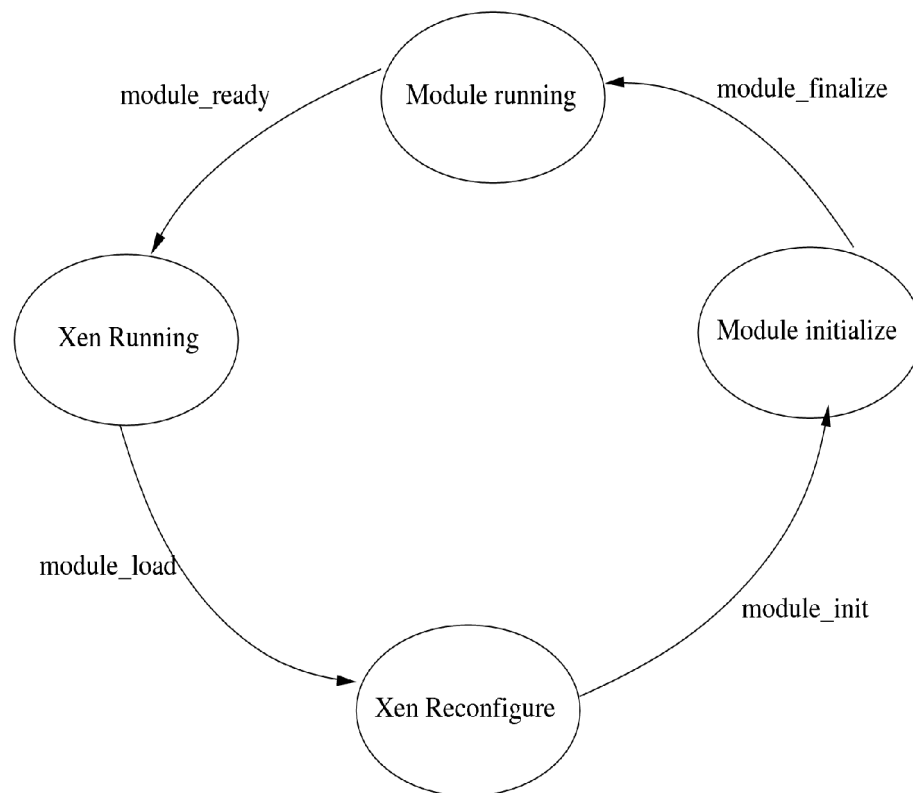 Module running
module_ready
module_finalize
Xen Running
Module initialize
module_load
module_init
Xen Reconfigure